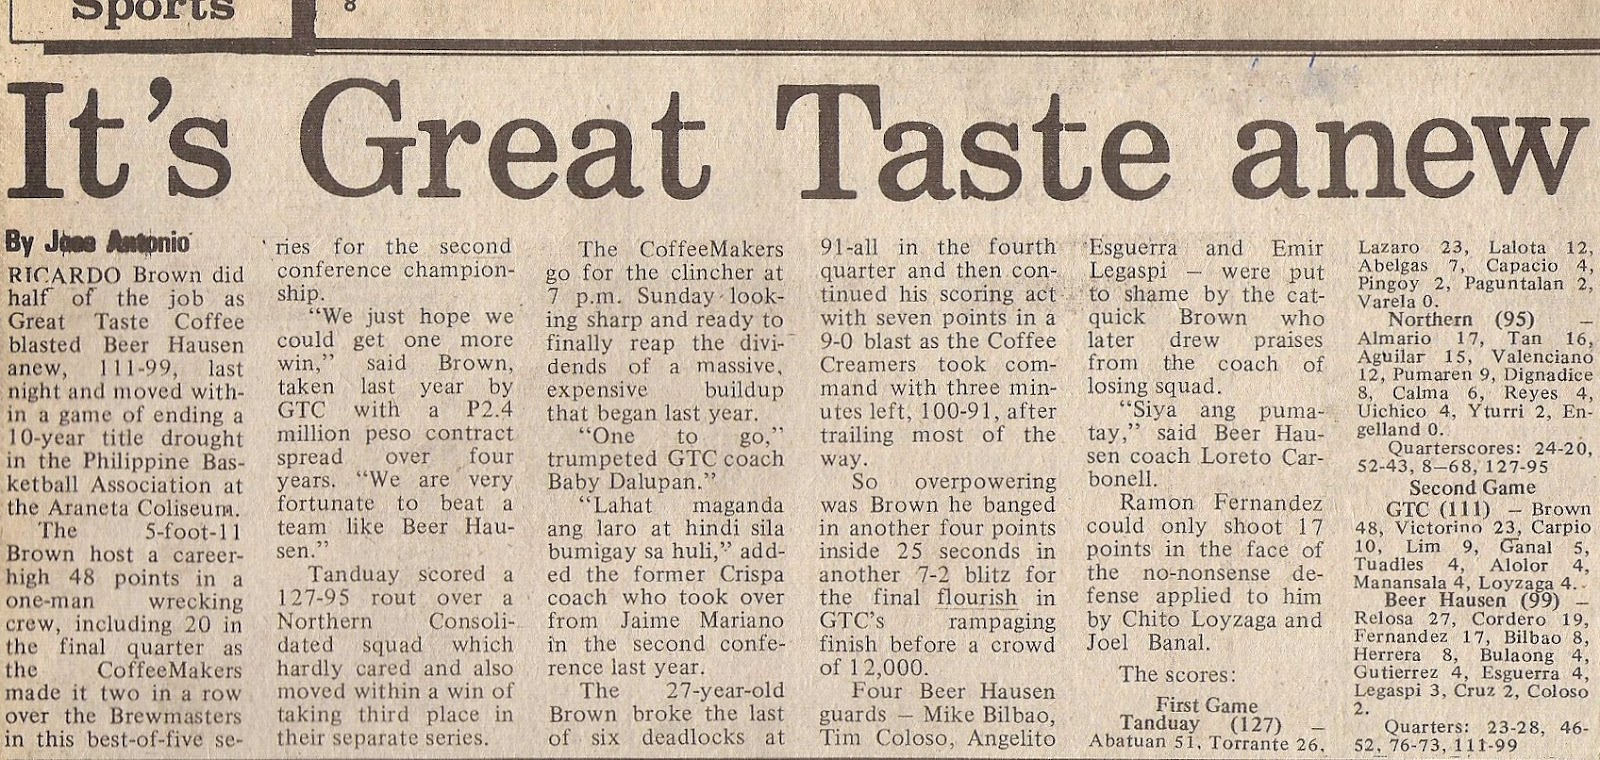 Sports
8
It's Great Taste anew
By Jose Antonio
RICARDO Brown did
half of the job as
Great Taste Coffee
blasted Beer Hausen
anew, 111-99, last
night and moved with-
in a game of ending a
10-year title drought
in the Philippine Bas-
ketball Association at
the Araneta Coliseum.
The 5-foot-11
Brown host a career-
high 48 points in a
one-man wrecking
crew, including 20 in
the final quarter as
the CoffeeMakers
made it two in a row
over the Brewmasters
in this best-of-five se-
ries for the second
conference champion-
ship.
“We just hope we
could get one more
win,” said Brown,
taken last year by
GTC with a P2.4
million peso contract
spread over four
years. “We are very
fortunate to beat a
team like Beer Hau-
sen.”
Tanduay scored a
127-95 rout over a
Northern Consoli-
dated squad which
hardly cared and also
moved within a win of
taking third place in
their separate series.
The CoffeeMakers
go for the clincher at
7 p.m. Sunday look-
ing sharp and ready to
finally reap the divi-
dends of a massive,
expensive buildup
that began last year.
“One to go,”
trumpeted GTC coach
Baby Dalupan.”
“Lahat maganda
ang laro at hindi sila
bumigay sa huli,” add-
ed the former Crispa
coach who took over
from Jaime Mariano
in the second confe-
rence last year.
The 27-year-old
Brown broke the last
of six deadlocks at
91-all in the fourth
quarter and then con-
tinued his scoring act
with seven points in a
9-0 blast as the Coffee
Creamers took com-
mand with three min-
utes left, 100-91, after
trailing most of the
way.
So overpowering
was Brown he banged
in another four points
inside 25 seconds in
another 7-2 blitz for
the final flourish in
GTC's rampaging
finish before a crowd
of 12,000.
Four Beer Hausen
guards — Mike Bilbao,
Tim Coloso, Angelito
Esguerra and Emir
Legaspi — were put
to shame by the cat-
quick Brown who
later drew praises
from the coach of
losing squad.
“Siya ang puma-
tay,” said Beer Hau-
sen coach Loreto Car-
bonell.
Ramon Fernandez
could only shoot 17
points in the face of
the no-nonsense de-
fense applied to him
by Chito Loyzaga and
Joel Banal.
The scores:
First Game
Tanduay (127) —
Abatuan 51, Torrante 26,
Lazaro 23, Lalota 12,
Abelgas 7, Capacio 4,
Pingoy 2, Paguntalan 2,
Varela 0.
Northern (95) —
Almario 17, Tan 16,
Aguilar 15, Valenciano
12, Pumaren 9, Dignadice
8, Calma 6, Reyes 4,
Uichico 4, Yturri 2, En-
gelland 0.
Quarterscores: 24-20,
52-43, 8—68, 127-95
Second Game
GTC (111) — Brown
48, Victorino 23, Carpio
10, Lim 9, Ganal 5,
Tuadles 4, Alolor 4,
Manansala 4, Loyzaga 4.
Beer Hausen (99) —
Relosa 27, Cordero 19,
Fernandez 17, Bilbao 8,
Herrera 8, Bulaong 4,
Gutierrez 4, Esguerra 4,
Legaspi 3, Cruz 2, Coloso
2.
Quarters: 23-28, 46-
52, 76-73, 111-99